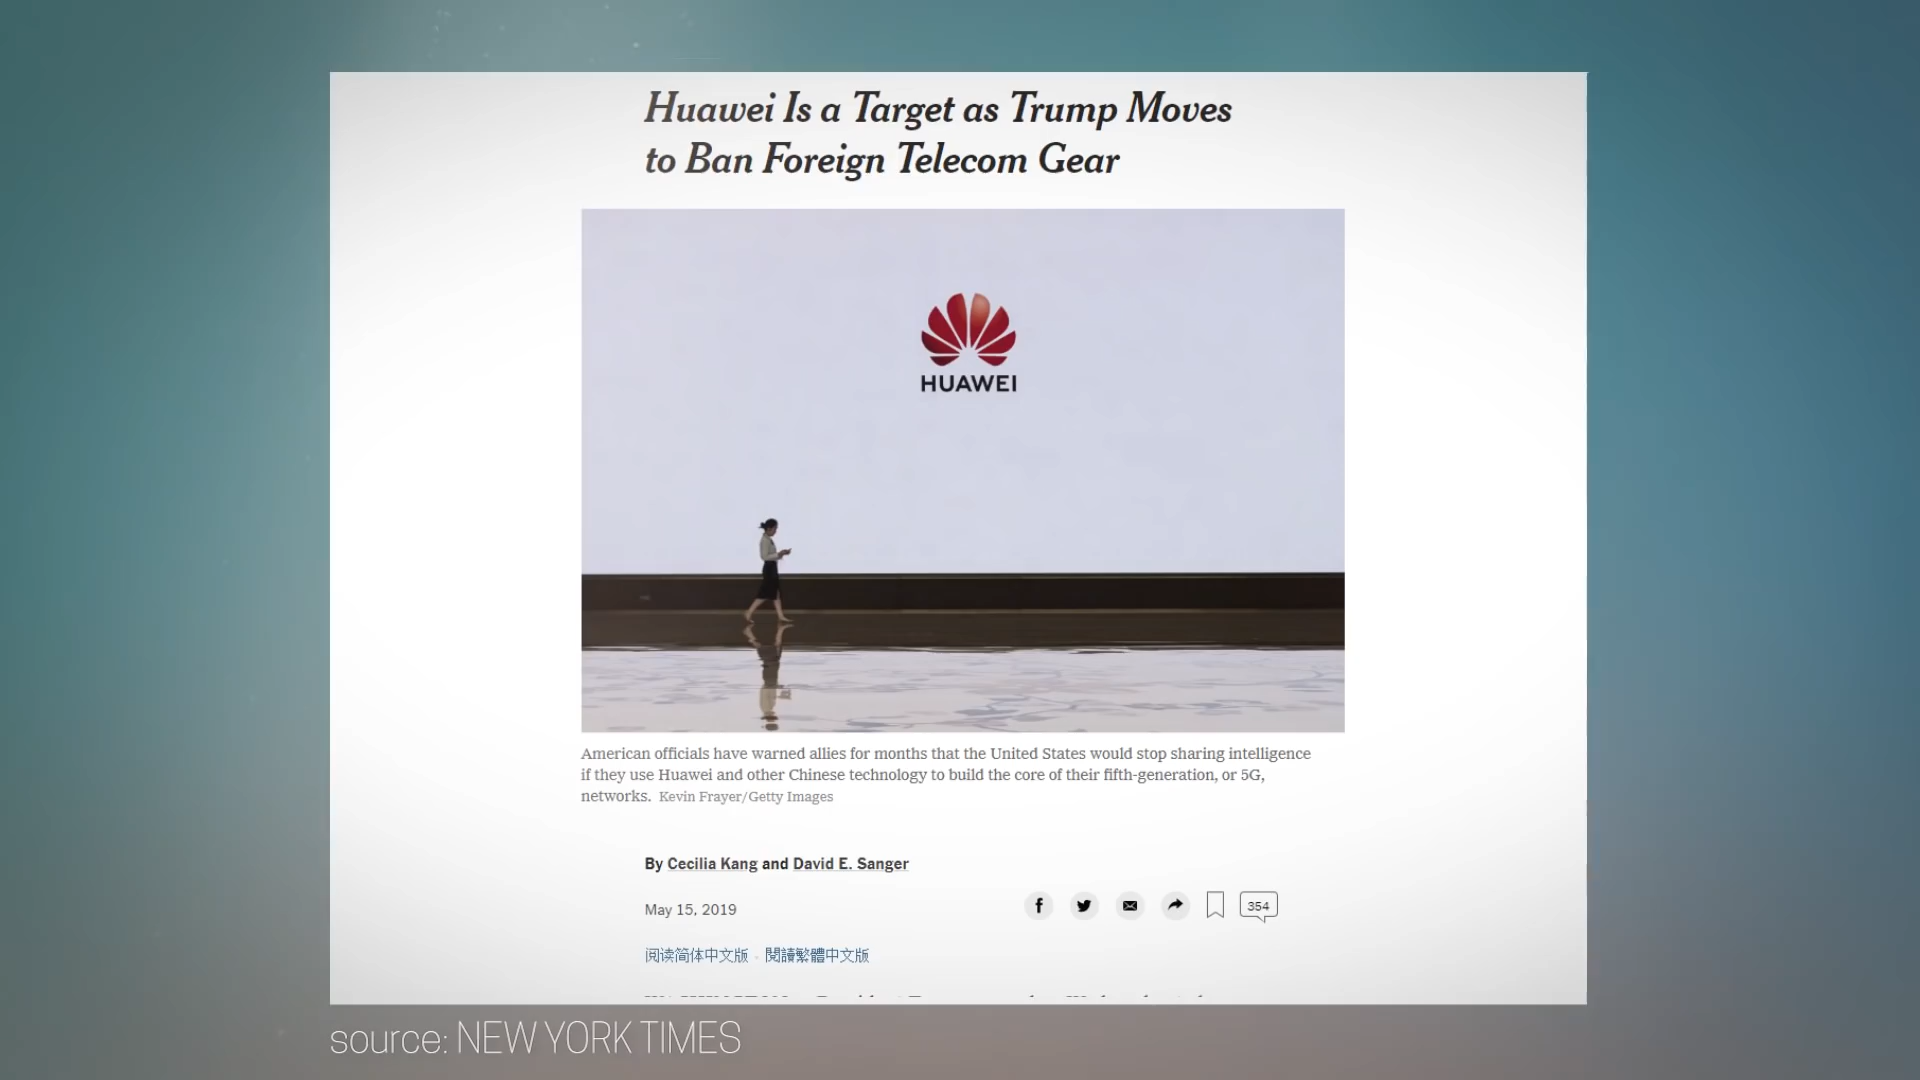 Huawei Is a Target as Trump Moves
to Ban Foreign Telecom Gear
HUAWEI
American officials have warned allies for months that the United States would stop sharing intelligence
if they use Huawei and other Chinese technology to build the core of their fifth-generation, or 5G,
networks. Kevin Frayer/Getty Images
By Cecilia Kang and David E. Sanger
May 15, 2019
354
阅读简体中文版 · 閱讀繁體中文版
source: NEW YORK TIMES